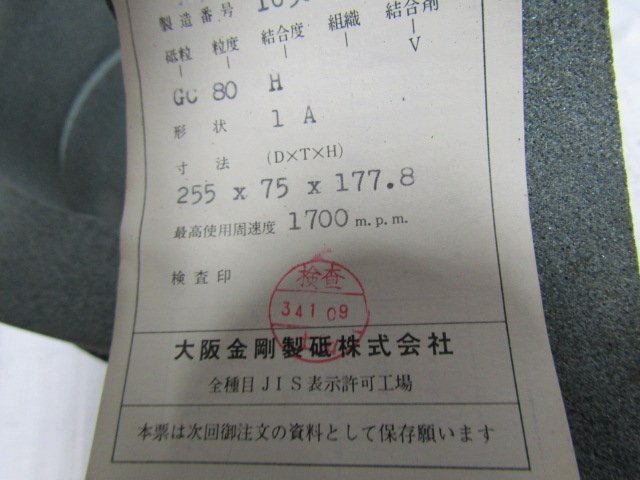 製造番号
砥粒 粒度 結合度 組織 結合剤
GC 80 H V
形状 1 A
寸法 (D×T×H)
255 x 75 x 177.8
最高使用周速度 1700 m.p.m.
検査印
検査
341 09
大阪金剛製砥株式会社
全種目JIS表示許可工場
本票は次回御注文の資料として保存願います